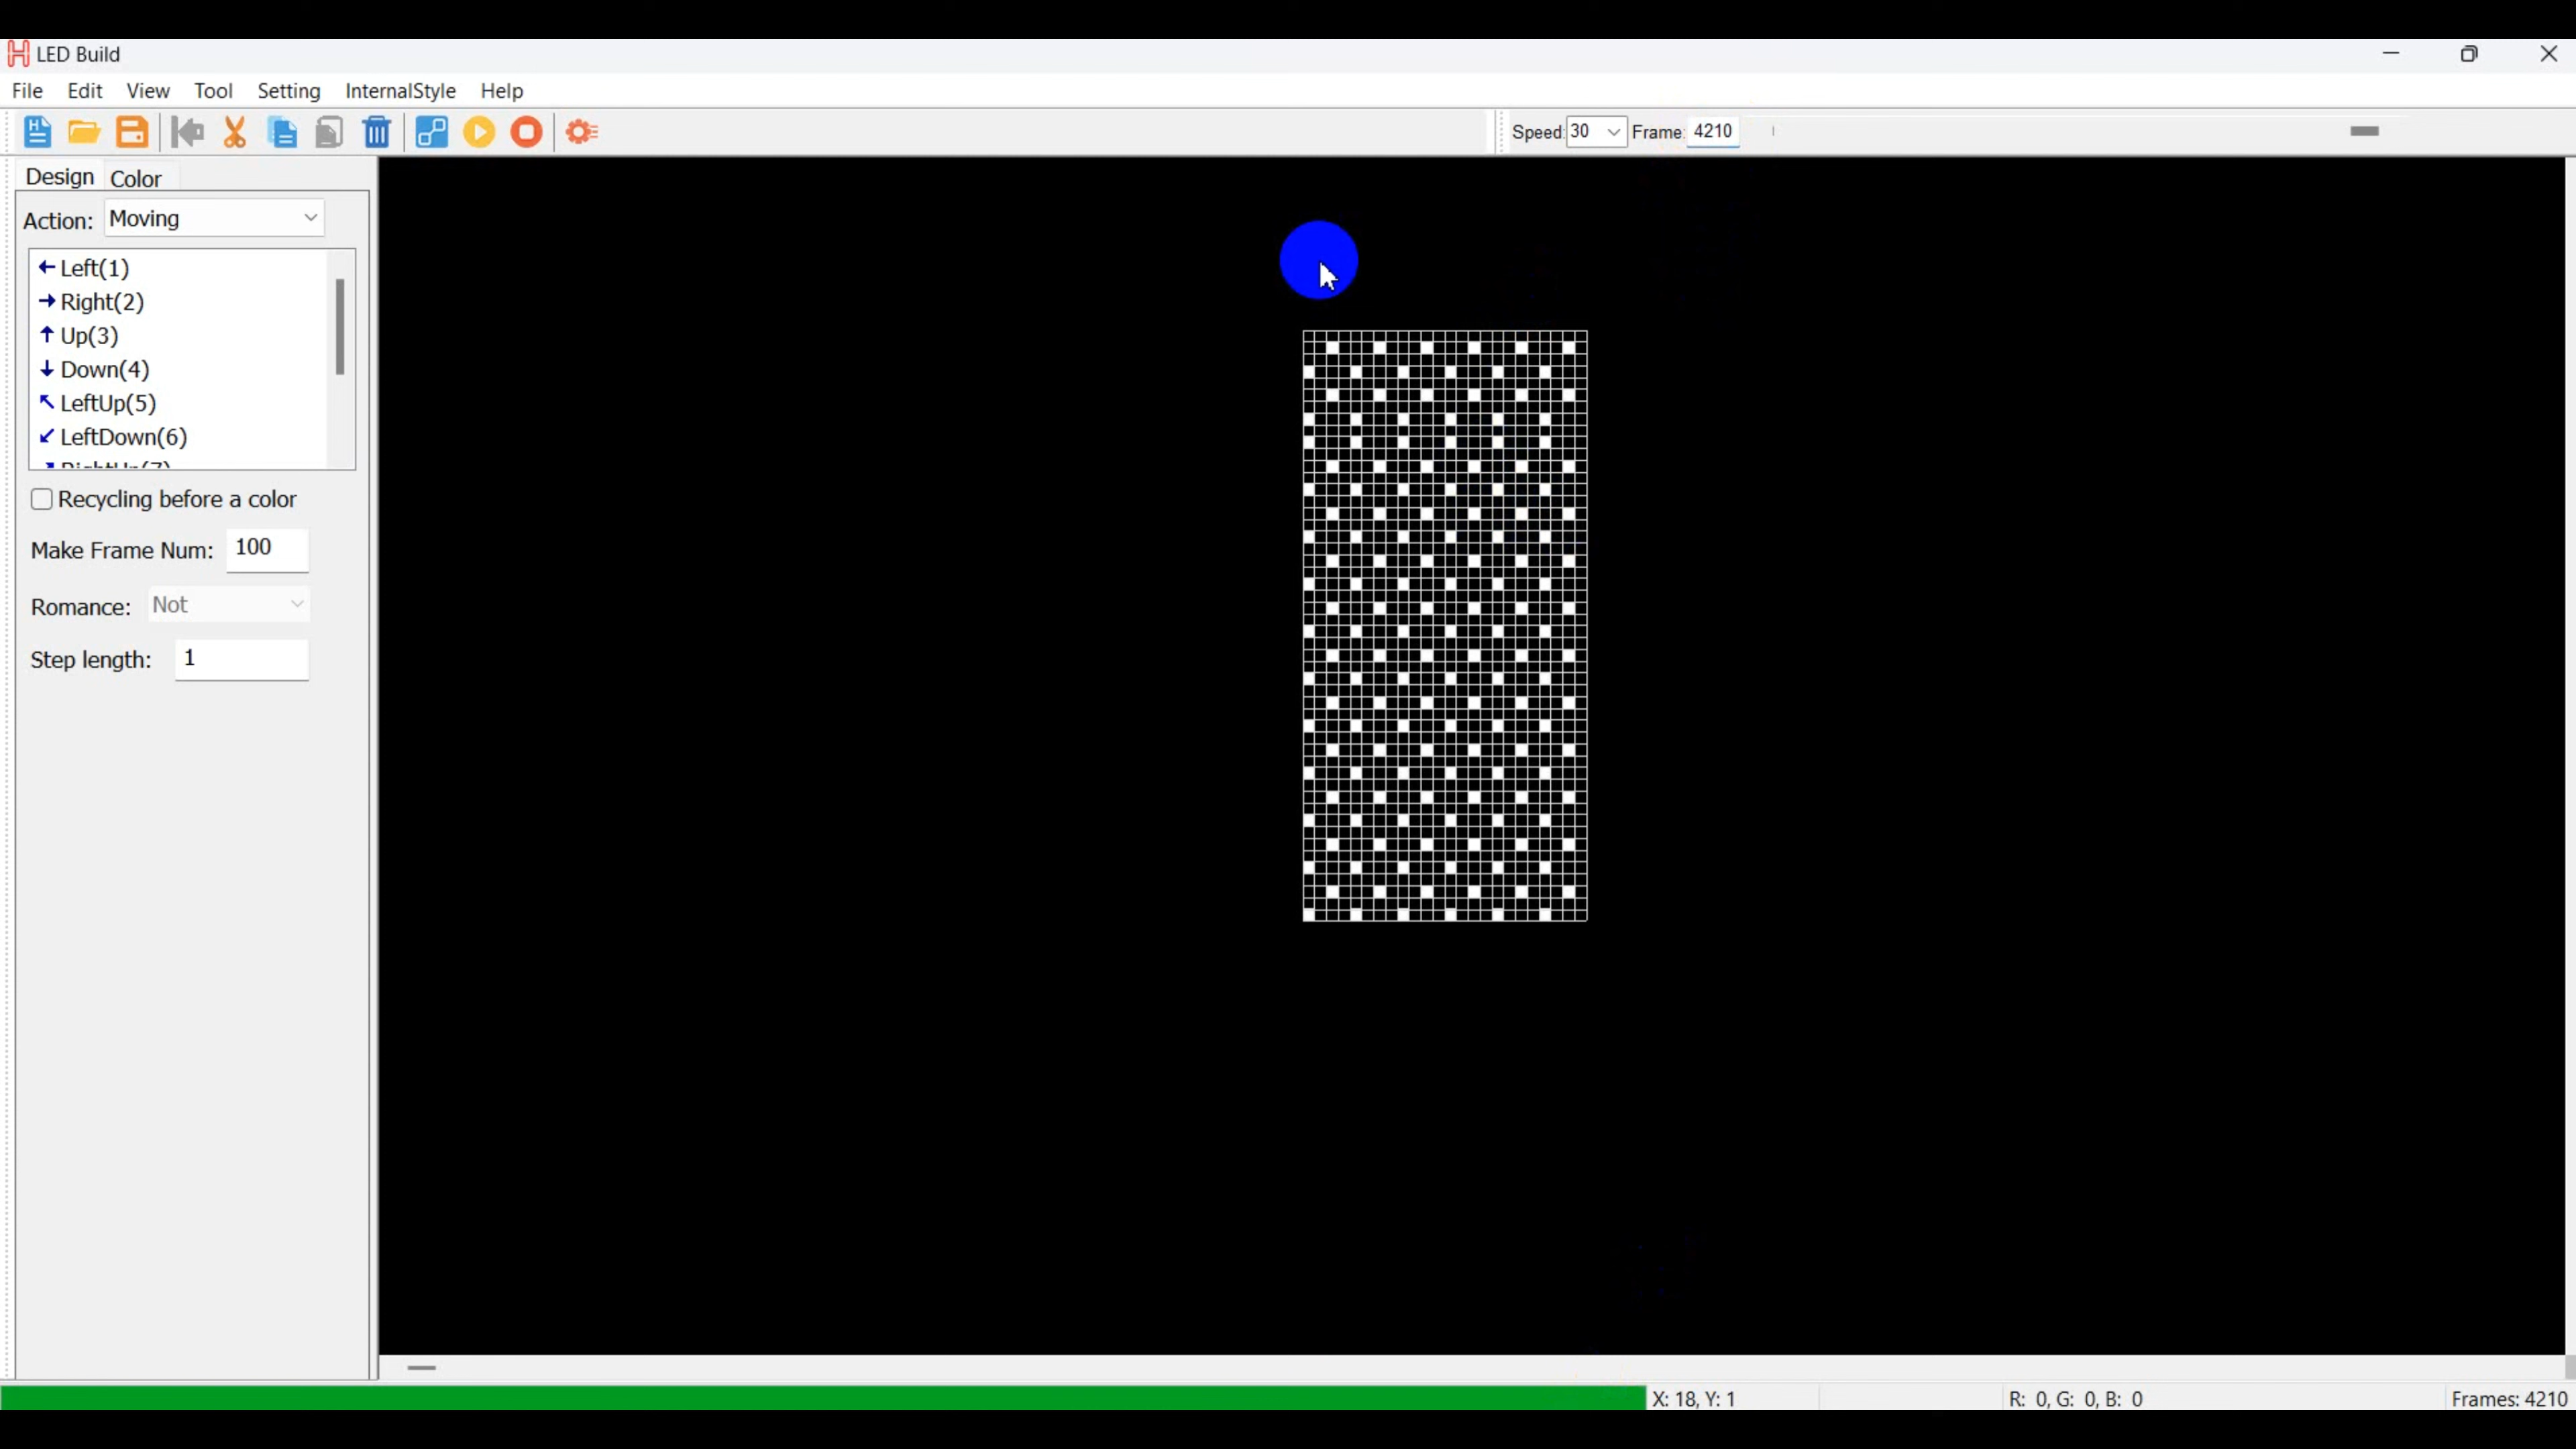 LED Build
File Edit View Tool Setting InternalStyle Help
Speed: 30 Frame: 4210
Design Color
Action: Moving
Left(1)
Right(2)
Up(3)
Down(4)
LeftUp(5)
LeftDown(6)
Recycling before a color
Make Frame Num: 100
Romance: Not
Step length: 1
X: 18, Y: 1 R: 0, G: 0, B: 0 Frames: 4210